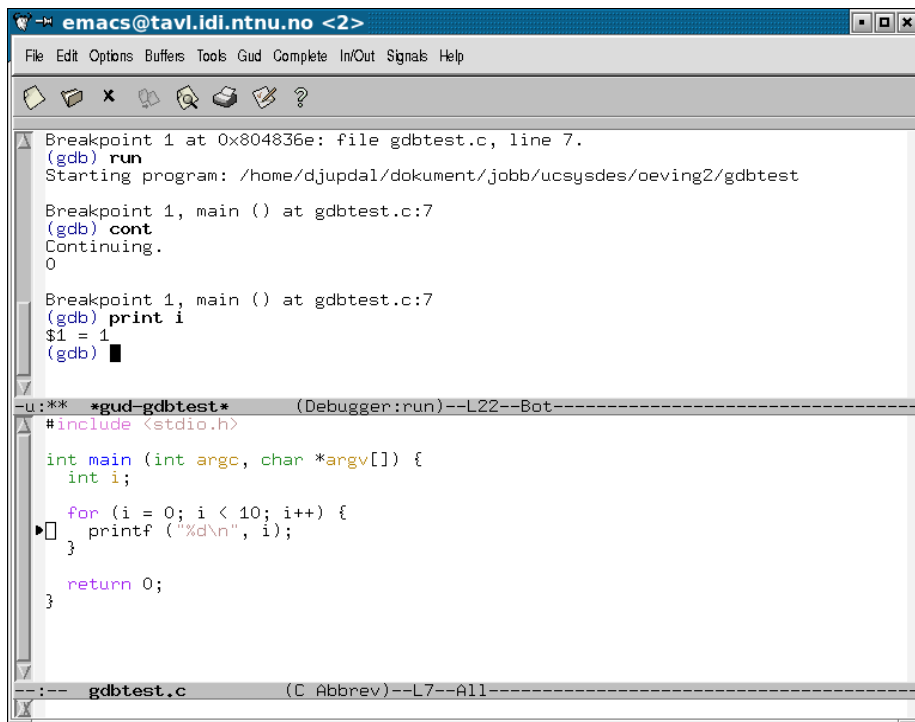 emacs@tavl.idi.ntnu.no <2>
File Edit Options Buffers Tools Gud Complete In/Out Signals Help
Breakpoint 1 at 0x804836e: file gdbtest.c, line 7.
(gdb) run
Starting program: /home/djupdal/dokument/jobb/ucsysdes/oeving2/gdbtest
Breakpoint 1, main () at gdbtest.c:7
(gdb) cont
Continuing.
0
Breakpoint 1, main () at gdbtest.c:7
(gdb) print i
$1 = 1
(gdb)
-u:** *gud-gdbtest* (Debugger:run)--L22--Bot----------------------------------
#include <stdio.h>
int main (int argc, char *argv[]) {
int i;
for (i = 0; i < 10; i++) {
printf ("%d\n", i);
}
return 0;
}
--:-- gdbtest.c (C Abbrev)--L7--All----------------------------------------